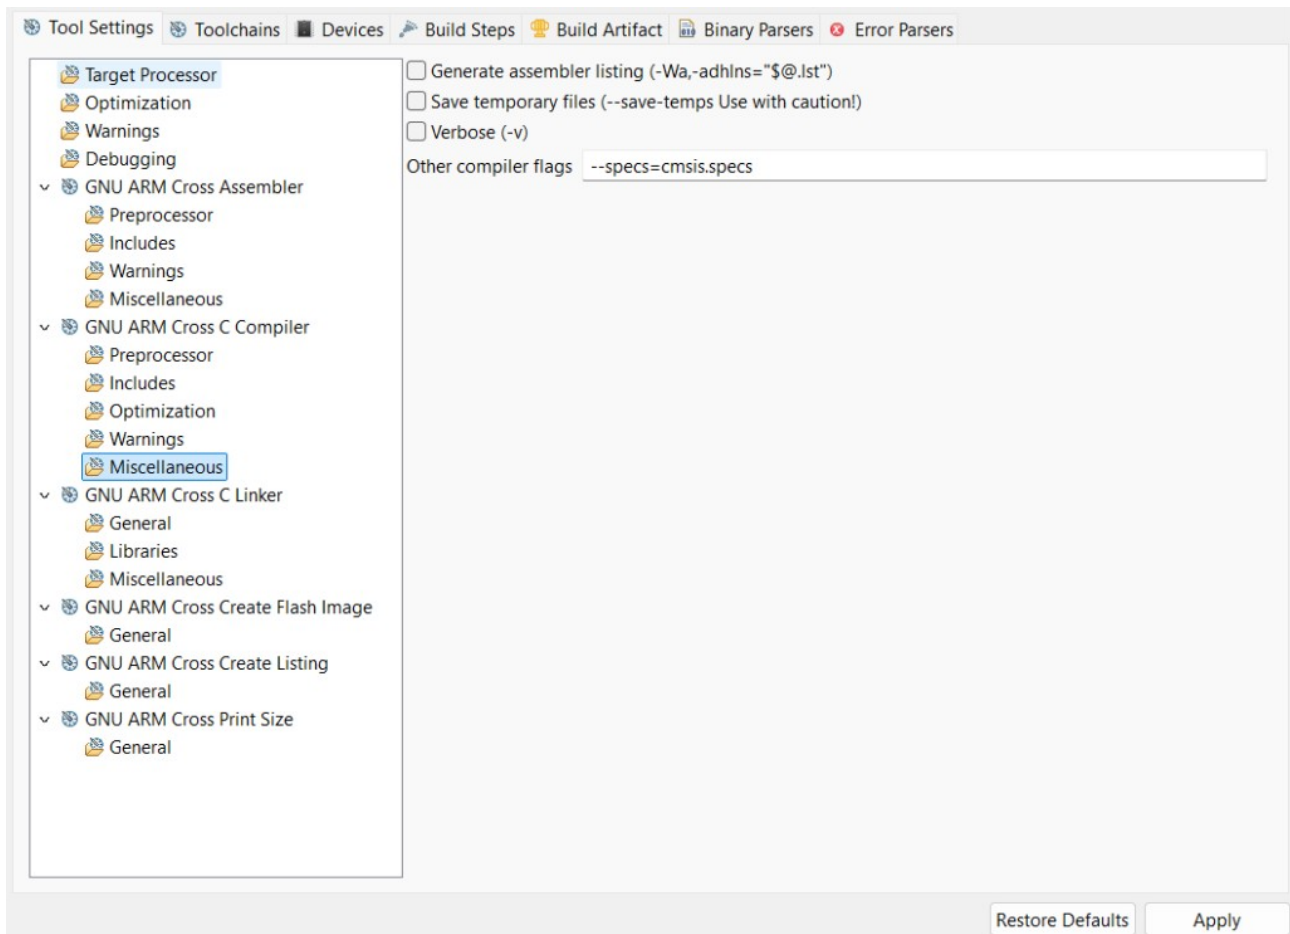 Tool Settings Toolchains Devices Build Steps Build Artifact Binary Parsers Error Parsers
Target Processor
Optimization
Warnings
Debugging
GNU ARM Cross Assembler
Preprocessor
Includes
Warnings
Miscellaneous
GNU ARM Cross C Compiler
Preprocessor
Includes
Optimization
Warnings
Miscellaneous
GNU ARM Cross C Linker
General
Libraries
Miscellaneous
GNU ARM Cross Create Flash Image
General
GNU ARM Cross Create Listing
General
GNU ARM Cross Print Size
General
Generate assembler listing (-Wa,-adhlns="$@.lst")
Save temporary files (--save-temps Use with caution!)
Verbose (-v)
Other compiler flags --specs=cmsis.specs
Restore Defaults Apply